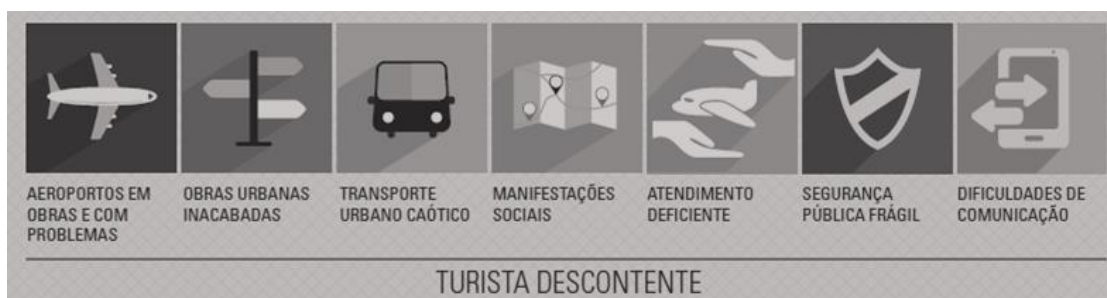 AEROPORTOS EM
OBRAS E COM
PROBLEMAS
OBRAS URBANAS
INACABADAS
TRANSPORTE
URBANO CAÓTICO
MANIFESTAÇÕES
SOCIAIS
ATENDIMENTO
DEFICIENTE
SEGURANÇA
PÚBLICA FRÁGIL
DIFICULDADES DE
COMUNICAÇÃO
TURISTA DESCONTENTE